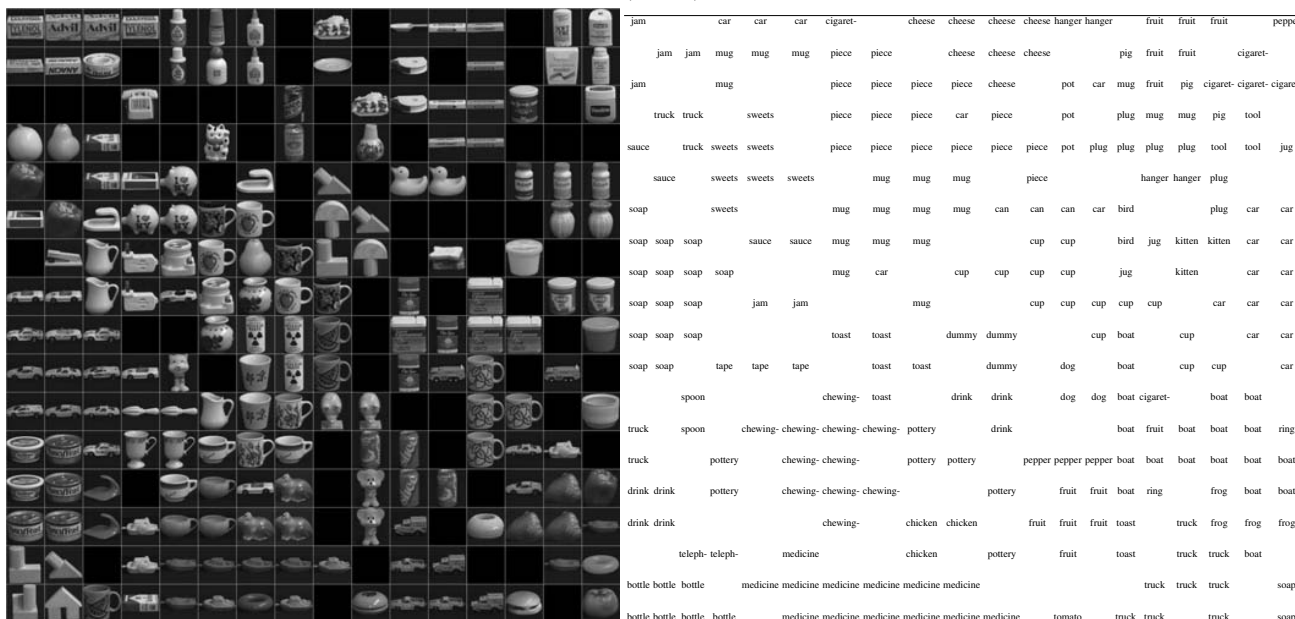 Advil
Advil
jam car car car cigaret- cheese cheese cheese cheese hanger hanger fruit fruit fruit peppe
jam jam mug mug mug piece piece cheese cheese cheese pig fruit fruit cigaret-
jam mug piece piece piece piece cheese pot car mug fruit pig cigaret- cigaret- cigare
truck truck sweets piece piece piece car piece pot plug mug mug pig tool
sauce truck sweets sweets piece piece piece piece piece piece pot plug plug plug plug tool tool jug
sauce sweets sweets sweets mug mug mug piece hanger hanger plug
soap sweets mug mug mug mug can can can car bird plug car car
soap soap soap sauce sauce mug mug mug cup cup bird jug kitten kitten car car
soap soap soap soap mug car cup cup cup cup jug kitten car car
soap soap soap jam jam mug cup cup cup cup cup car car car
soap soap soap toast toast dummy dummy cup boat cup car car
soap soap tape tape tape toast toast dummy dog boat cup cup car
spoon chewing- toast drink drink dog dog boat cigaret- boat boat
truck spoon chewing- chewing- chewing- chewing- pottery drink boat fruit boat boat boat ring
truck pottery chewing- chewing- pottery pottery pepper pepper pepper boat boat boat boat boat boat
drink drink pottery chewing- chewing- chewing- pottery fruit fruit boat ring frog boat boat
drink drink chewing- chicken chicken fruit fruit fruit toast truck frog frog frog
teleph- teleph- medicine chicken pottery fruit toast truck truck boat
bottle bottle bottle medicine medicine medicine medicine medicine medicine truck truck truck soap
bottle bottle bottle bottle medicine medicine medicine medicine medicine medicine tomato truck truck truck soap